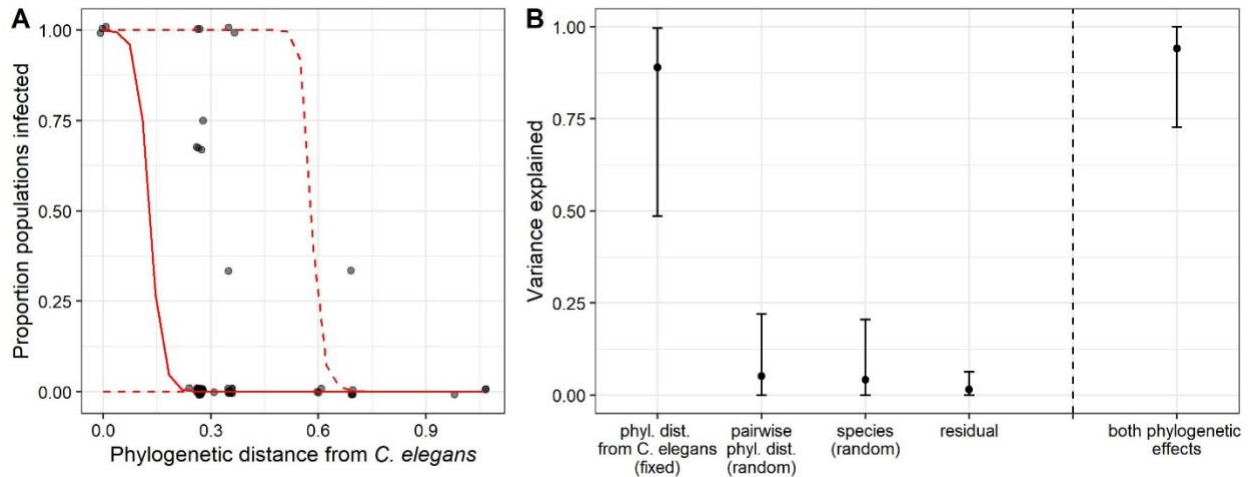 A
1.00
0.75
0.50
0.25
1.00
0.0
0.3
0.6
0.9
Proportion populations infected
Phylogenetic distance from C. elegans
B
1.00
0.75
0.50
0.25
0.00
Variance explained
phyl. dist.
from C. elegans
(fixed)
pairwise
phyl. dist.
(random)
species
(random)
residual
both phylogenetic
effects